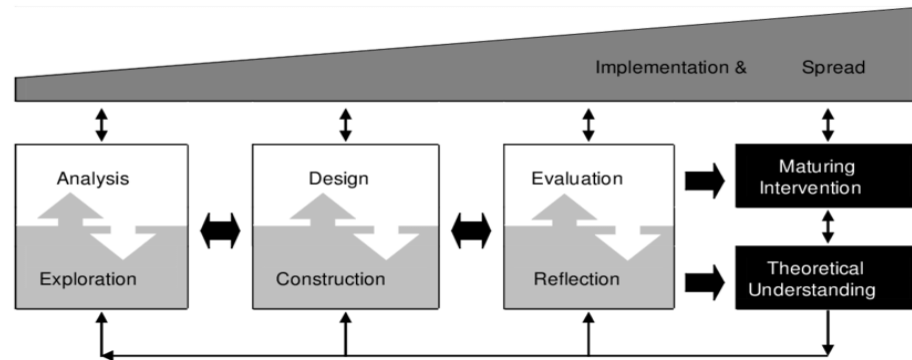 Implementation & Spread
Analysis
Exploration
Design
Construction
Evaluation
Reflection
Maturing
Intervention
Theoretical
Understanding